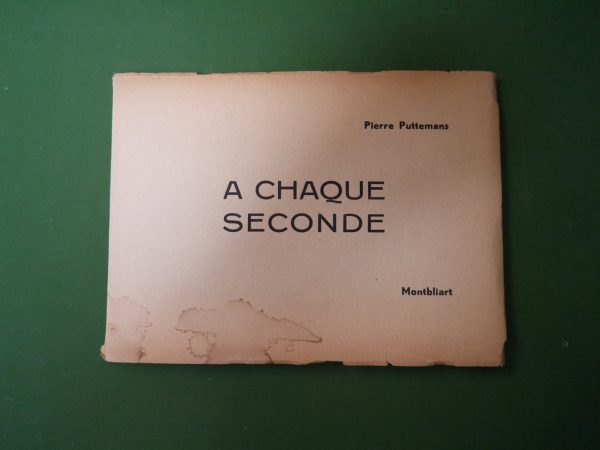 Pierre Puttemans
A CHAQUE
SECONDE
Montbliart